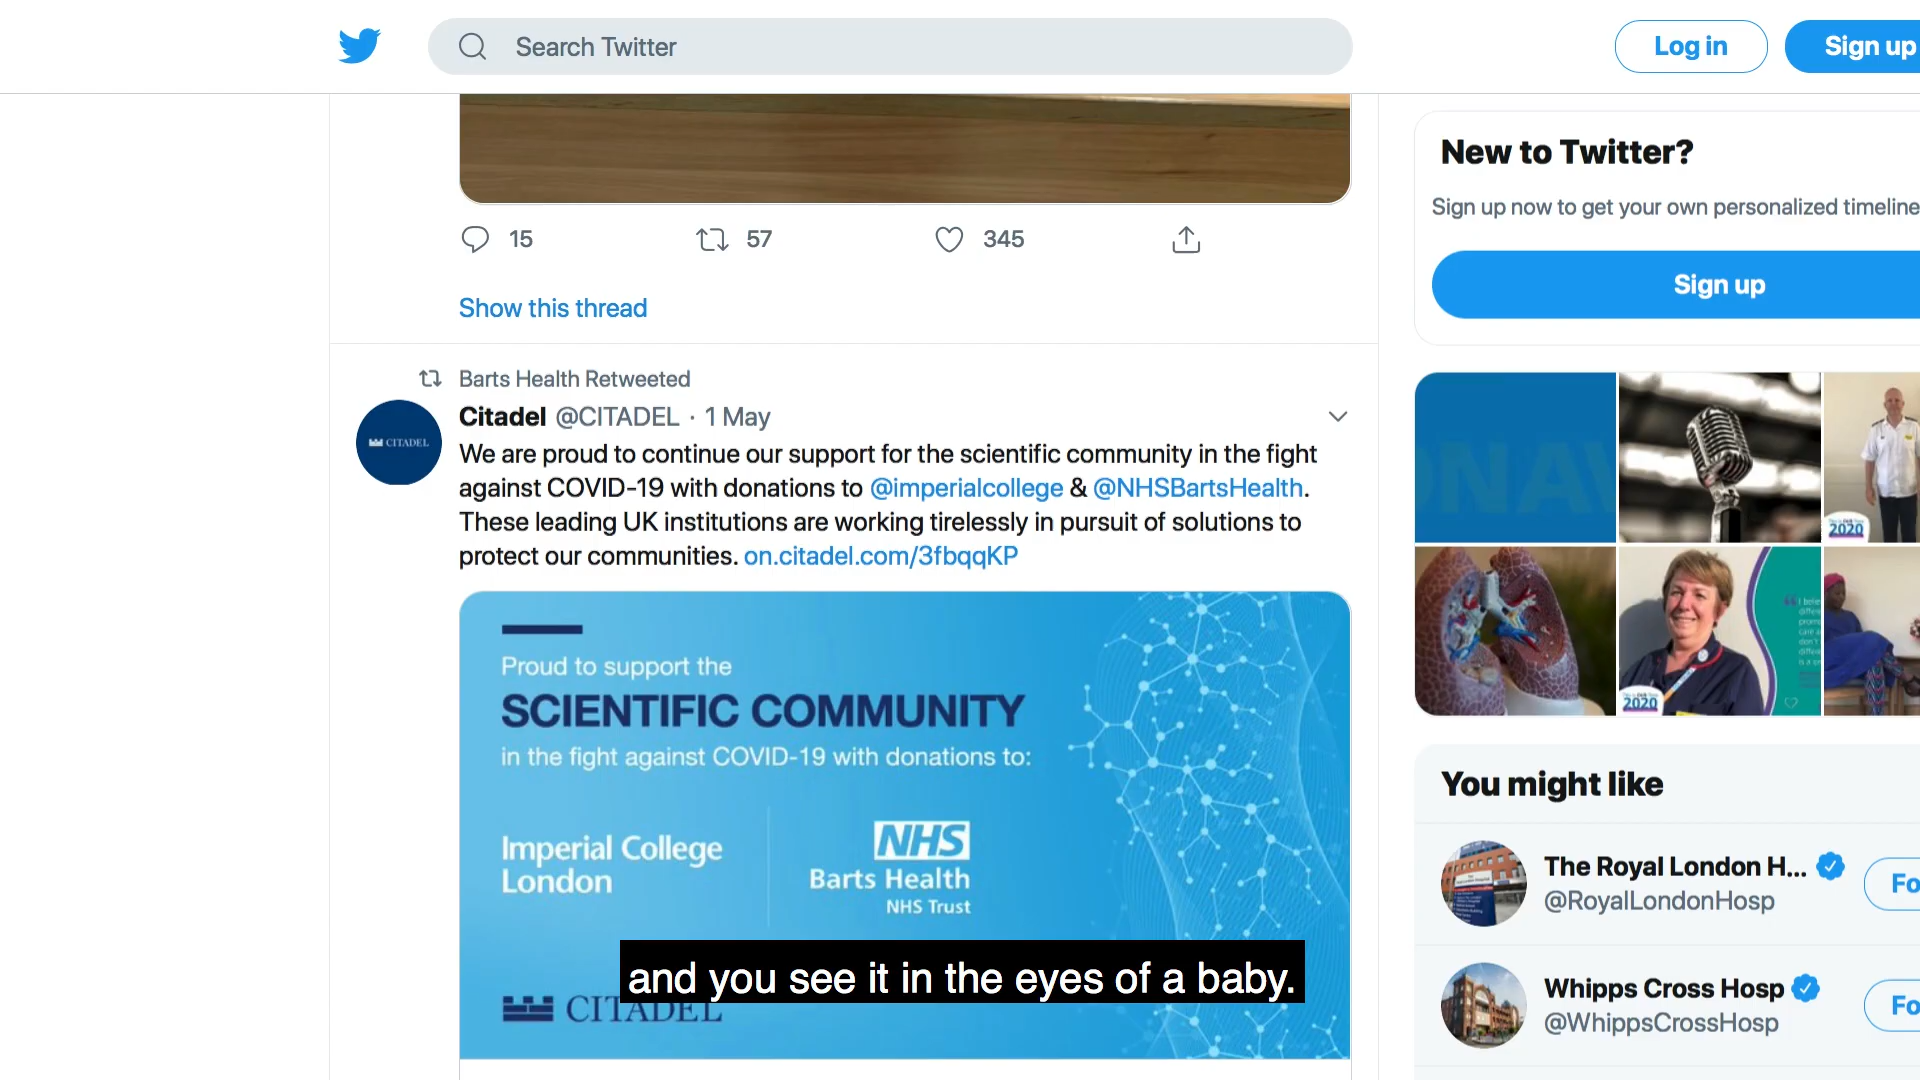 Search Twitter
Log in
Sign up
15
57
345
Show this thread
Barts Health Retweeted
Citadel @CITADEL · 1 May
We are proud to continue our support for the scientific community in the fight
against COVID-19 with donations to @imperialcollege & @NHSBartsHealth.
These leading UK institutions are working tirelessly in pursuit of solutions to
protect our communities. on.citadel.com/3fbqqKP
CITADEL
Proud to support the
SCIENTIFIC COMMUNITY
in the fight against COVID-19 with donations to:
Imperial College
London
NHS
Barts Health
NHS Trust
CITADEL
and you see it in the eyes of a baby.
New to Twitter?
Sign up now to get your own personalized timeline
Sign up
2020
2020
You might like
The Royal London H...
@RoyalLondonHosp
Fo
Whipps Cross Hosp
@WhippsCrossHosp
Fo